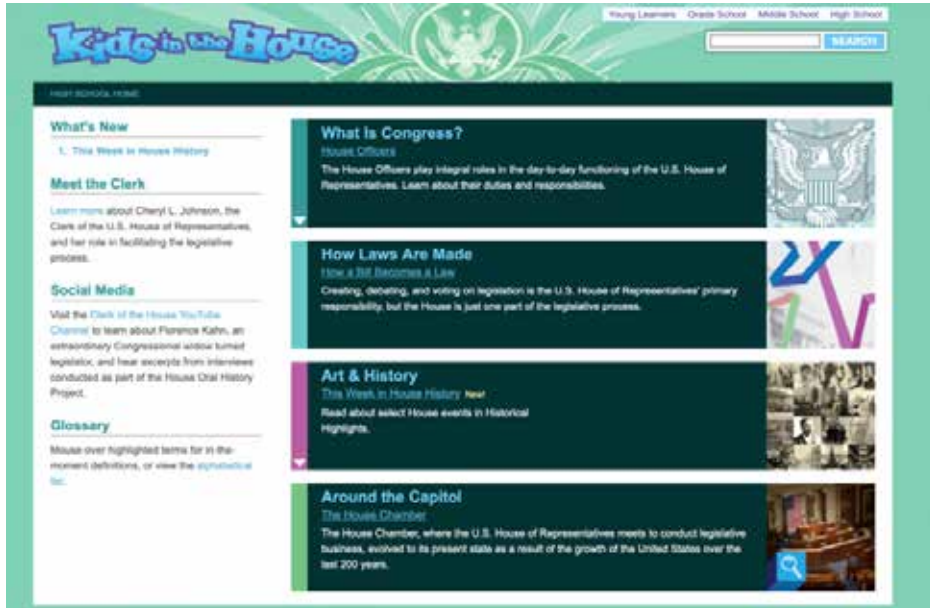 Kids in the House
Young Learners Grade School Middle School High School
SEARCH
HIGH SCHOOL HOME
What's New
1. This Week in House History
Meet the Clerk
Learn more about Cheryl L. Johnson, the
Clerk of the U.S. House of Representatives,
and her role in facilitating the legislative
process.
Social Media
Visit the Clerk of the House YouTube
Channel to learn about Florence Kahn, an
extraordinary Congressional widow turned
legislator, and hear excerpts from interviews
conducted as part of the House Oral History
Project.
Glossary
Mouse over highlighted terms for in-the-
moment definitions, or view the alphabetical
list.
What Is Congress?
House Officers
The House Officers play integral roles in the day-to-day functioning of the U.S. House of
Representatives. Learn about their duties and responsibilities.
How Laws Are Made
How a Bill Becomes a Law
Creating, debating, and voting on legislation is the U.S. House of Representatives' primary
responsibility, but the House is just one part of the legislative process.
Art & History
This Week in House History New!
Read about select House events in Historical
Highlights.
Around the Capitol
The House Chamber
The House Chamber, where the U.S. House of Representatives meets to conduct legislative
business, evolved to its present state as a result of the growth of the United States over the
last 200 years.